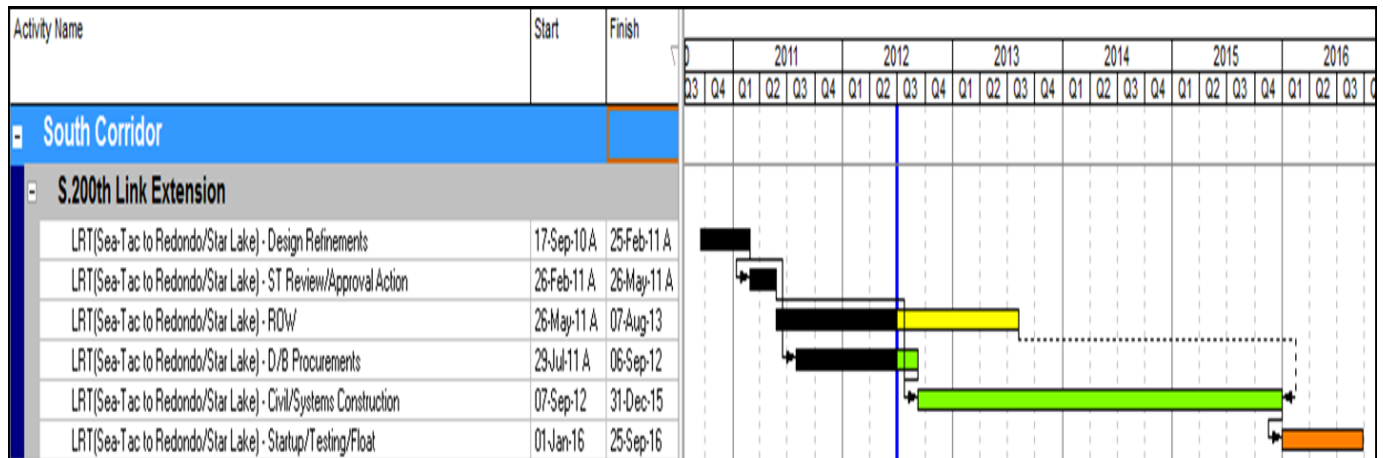 Activity Name Start Finish
2011 2012 2013 2014 2015 2016
Q3 Q4 Q1 Q2 Q3 Q4 Q1 Q2 Q3 Q4 Q1 Q2 Q3 Q4 Q1 Q2 Q3 Q4 Q1 Q2 Q3 Q4 Q1 Q2 Q3
South Corridor
S.200th Link Extension
LRT(Sea-Tac to Redondo/Star Lake) - Design Refinements 17-Sep-10 A 25-Feb-11 A
LRT(Sea-Tac to Redondo/Star Lake) - ST Review/Approval Action 26-Feb-11 A 26-May-11 A
LRT(Sea-Tac to Redondo/Star Lake) - ROW 26-May-11 A 07-Aug-13
LRT(Sea-Tac to Redondo/Star Lake) - D/B Procurements 29-Jul-11 A 06-Sep-12
LRT(Sea-Tac to Redondo/Star Lake) - Civil/Systems Construction 07-Sep-12 31-Dec-15
LRT(Sea-Tac to Redondo/Star Lake) - Startup/Testing/Float 01-Jan-16 25-Sep-16